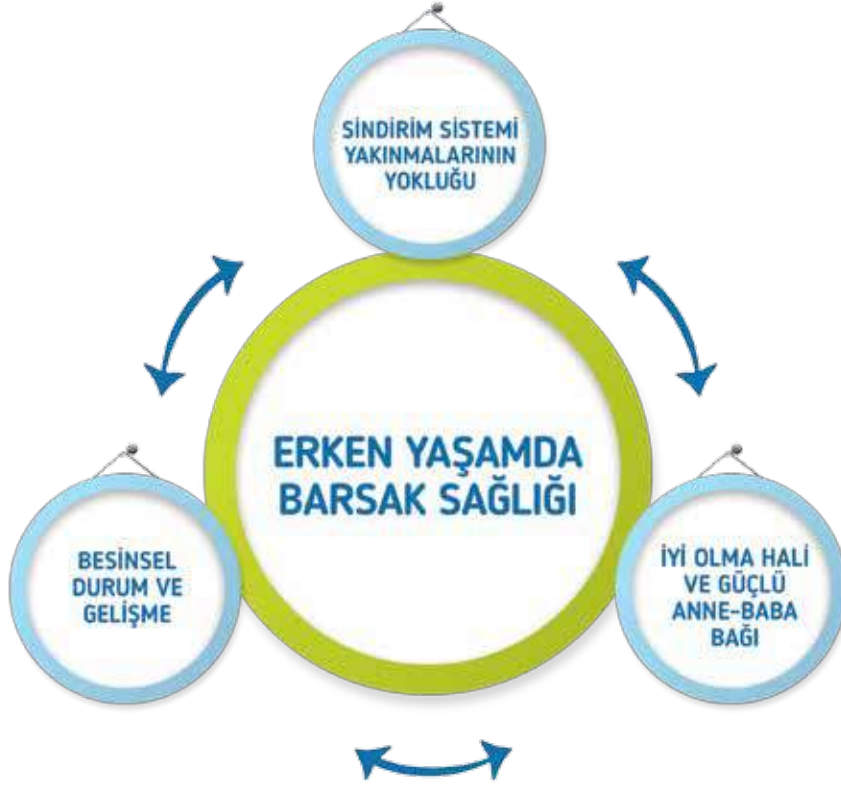 SİNDİRİM SİSTEMİ
YAKINMALARININ
YOKLUĞU
ERKEN YAŞAMDA
BARSAK SAĞLIĞI
BESİNSEL
DURUM VE
GELİŞME
İYİ OLMA HALİ
VE GÜÇLÜ
ANNE-BABA
BAĞI